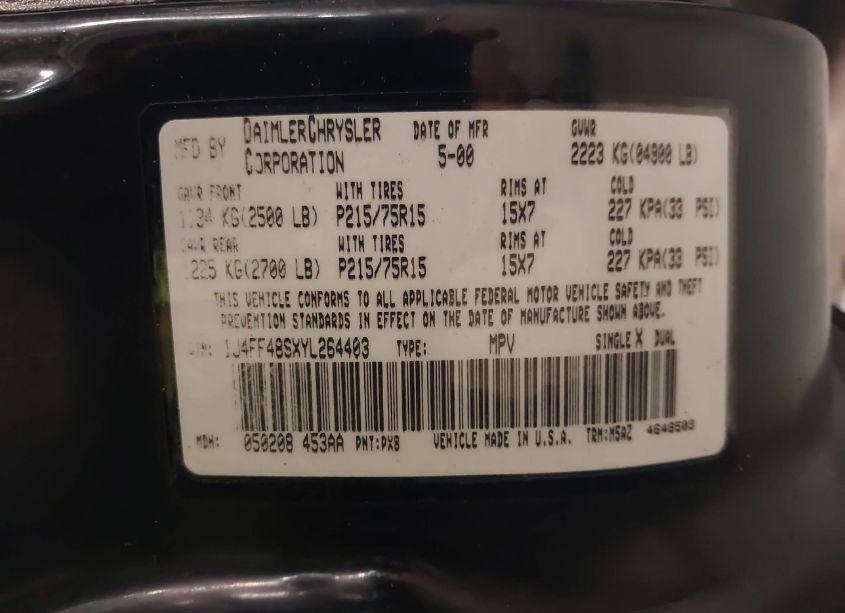 MFD BY DAIMLERCHRYSLER CORPORATION DATE OF MFR 5-00 GVWR 2223 KG(04900 LB)
GAWR FRONT WITH TIRES RIMS AT COLD
1134 KG(2500 LB) P215/75R15 15X7 227 KPA(33 PSI)
GAWR REAR WITH TIRES RIMS AT COLD
1225 KG(2700 LB) P215/75R15 15X7 227 KPA(33 PSI)
THIS VEHICLE CONFORMS TO ALL APPLICABLE FEDERAL MOTOR VEHICLE SAFETY AND THEFT
PREVENTION STANDARDS IN EFFECT ON THE DATE OF MANUFACTURE SHOWN ABOVE.
VIN: 1J4FF48SXYL264403 TYPE: MPV SINGLE X DUAL
MDH: 050208 453AA PNT:PX8 VEHICLE MADE IN U.S.A. TRM:M5AZ 4648503